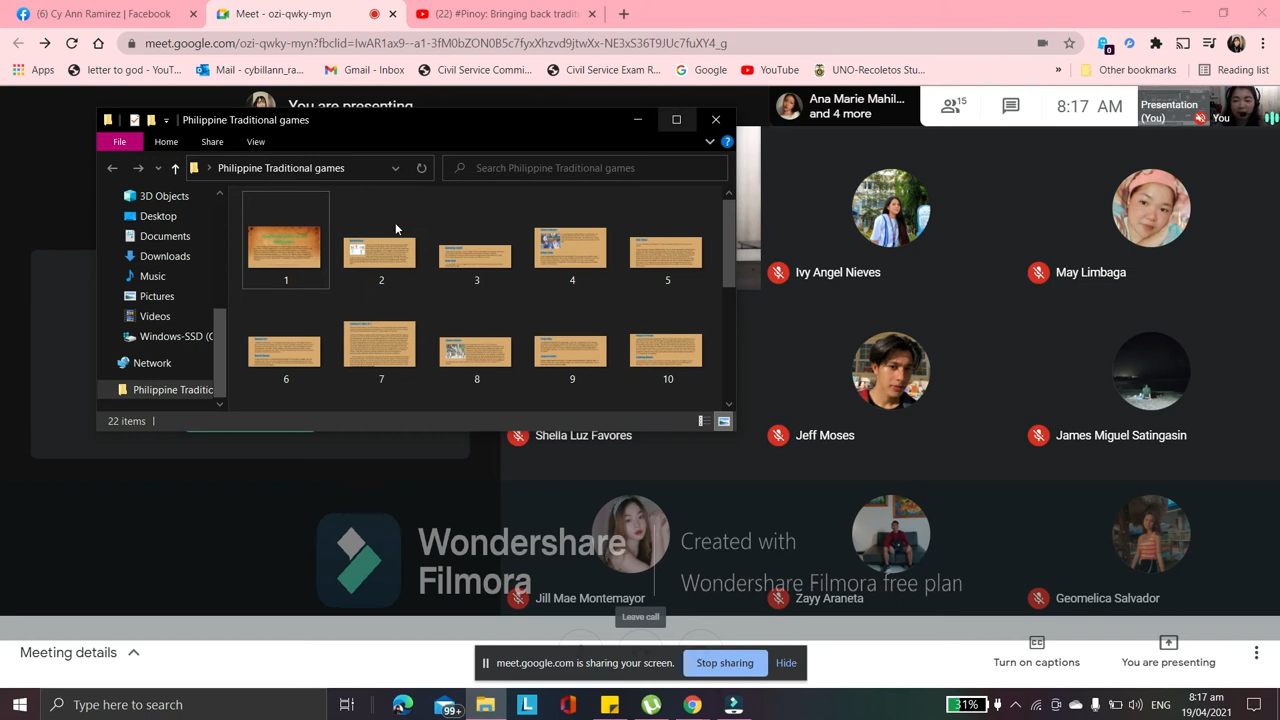 (6) Cy Ann Ramirez | Facebook
Meet - ozi-qwky-myn
(22) #Pinoy: Bringing back tradit
meet.google.com/ozi-qwky-myn?fbclid=IwAR1ax9--a1-3fM0bZON0B5c7fyxXhzvd9jtwXx-NE3xS36T9JUc7fuXY4_g
0
Apps
letter to god - YouT...
Mail - cybillann_ra...
Gmail - Inbox
Civil Service Commi...
Civil Service Exam R...
Google
YouTube
UNO-Recoletos Stu...
»
Other bookmarks
Reading list
You are presenting
Ana Marie Mahil...
and 4 more
15
8:17 AM
Presentation
(You)
You
Philippine Traditional games
File
Home
Share
View
Philippine Traditional games
Search Philippine Traditional games
3D Objects
Desktop
Documents
Downloads
Music
Pictures
Videos
Windows-SSD (C
Network
Philippine Traditic
1
2
3
4
5
6
7
8
9
10
22 items
Ivy Angel Nieves
May Limbaga
Shella Luz Favores
Jeff Moses
James Miguel Satingasin
Wondershare
Filmora
Created with
Wondershare Filmora free plan
Jill Mae Montemayor
Zayy Araneta
Geomelica Salvador
Leave call
Meeting details
meet.google.com is sharing your screen.
Stop sharing
Hide
Turn on captions
You are presenting
Type here to search
99+
31%
ENG
8:17 am
19/04/2021